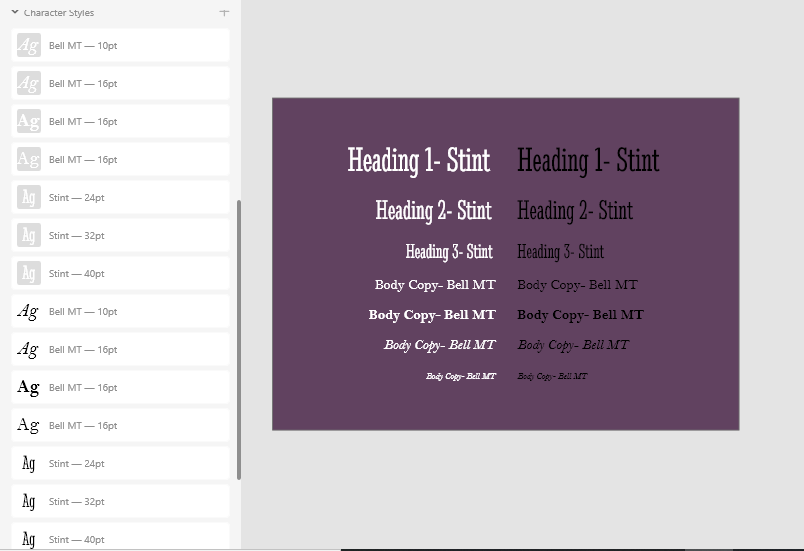 Character Styles
Ag Bell MT — 10pt
Ag Bell MT — 16pt
Ag Bell MT — 16pt
Ag Bell MT — 16pt
Ag Stint — 24pt
Ag Stint — 32pt
Ag Stint — 40pt
Ag Bell MT — 10pt
Ag Bell MT — 16pt
Ag Bell MT — 16pt
Ag Bell MT — 16pt
Ag Stint — 24pt
Ag Stint — 32pt
Ag Stint — 40pt
Heading 1- Stint Heading 1- Stint
Heading 2- Stint Heading 2- Stint
Heading 3- Stint Heading 3- Stint
Body Copy- Bell MT Body Copy- Bell MT
Body Copy- Bell MT Body Copy- Bell MT
Body Copy- Bell MT Body Copy- Bell MT
Body Copy- Bell MT Body Copy- Bell MT